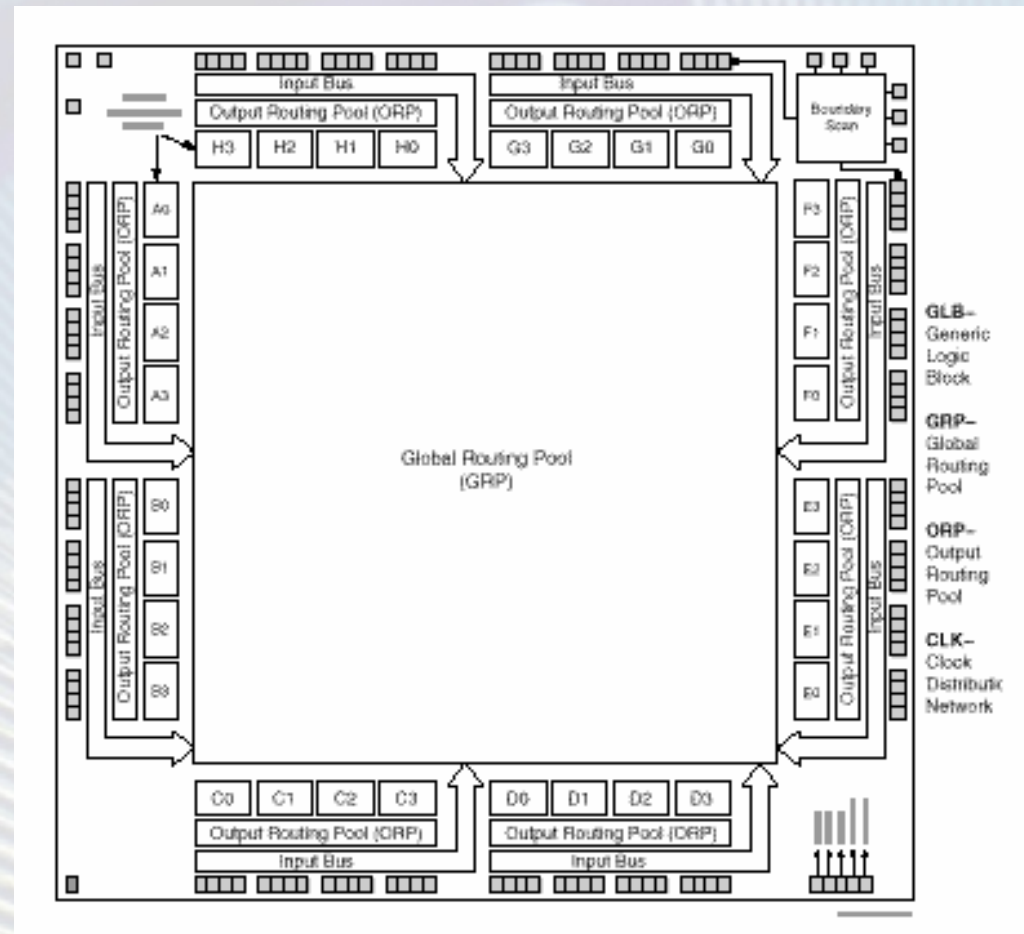 Input Bus
Input Bus
Output Routing Pool (ORP)
Output Routing Pool (ORP)
H3 H2 H1 H0
G3 G2 G1 G0
Boundary
Scan
Input Bus
Output Routing Pool (ORP)
A0
A1
A2
A3
F3
F2
F1
F0
Output Routing Pool (ORP)
Input Bus
Global Routing Pool
(GRP)
Input Bus
Output Routing Pool (ORP)
B0
B1
B2
B3
E3
E2
E1
E0
Output Routing Pool (ORP)
Input Bus
C0 C1 C2 C3
D0 D1 D2 D3
Output Routing Pool (ORP)
Output Routing Pool (ORP)
Input Bus
Input Bus
GLB–
Generic
Logic
Block
GRP–
Global
Routing
Pool
ORP–
Output
Routing
Pool
CLK–
Clock
Distributic
Network